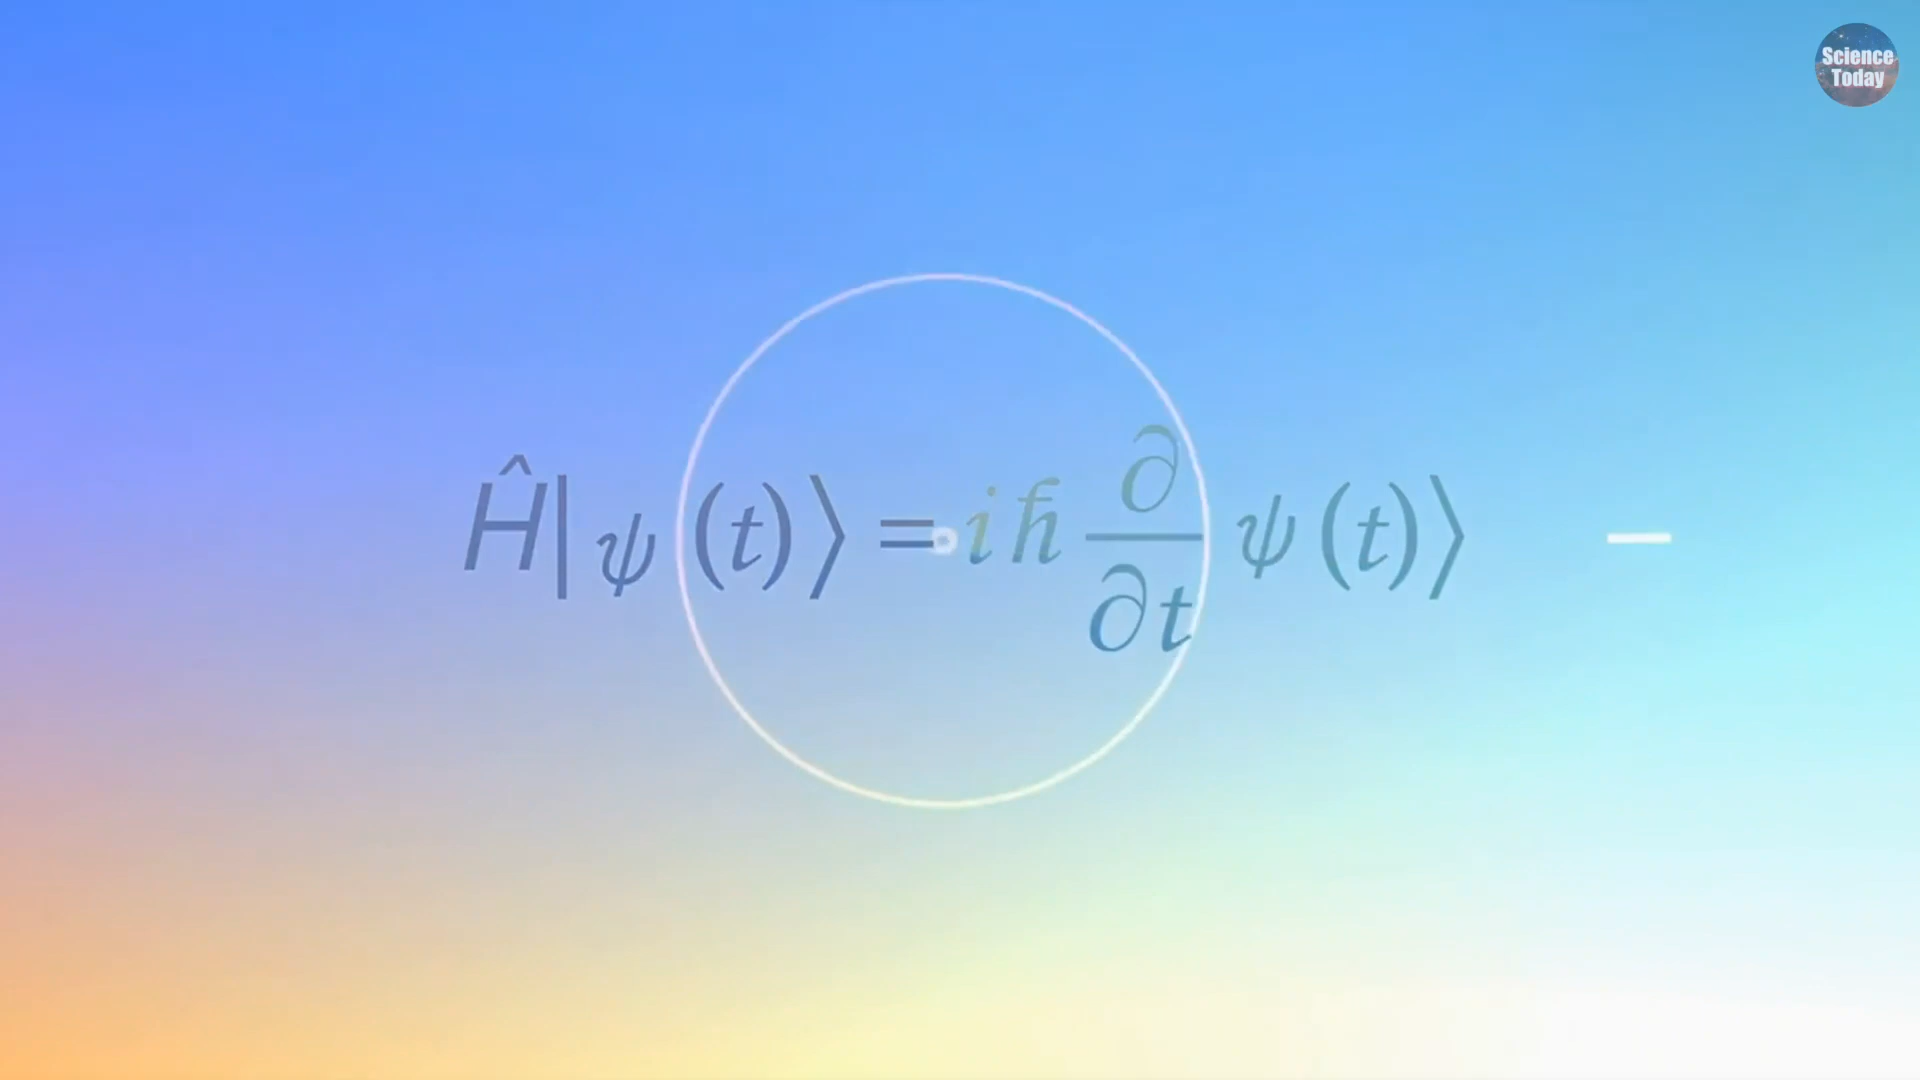 Science
Today
Ĥ|ψ(t)⟩ = iℏ ∂/∂t ψ(t)⟩